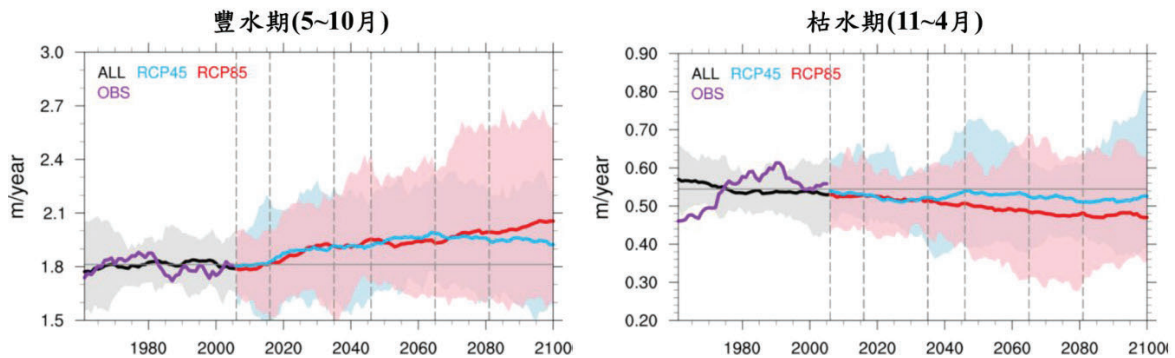 豐水期(5~10月)
3.0
2.7
2.4
2.1
1.8
1.5
m/year
ALL RCP45 RCP85
OBS
1980 2000 2020 2040 2060 2080 2100
枯水期(11~4月)
0.90
0.80
0.70
0.60
0.50
0.40
0.30
0.20
m/year
ALL RCP45 RCP85
OBS
1980 2000 2020 2040 2060 2080 2100